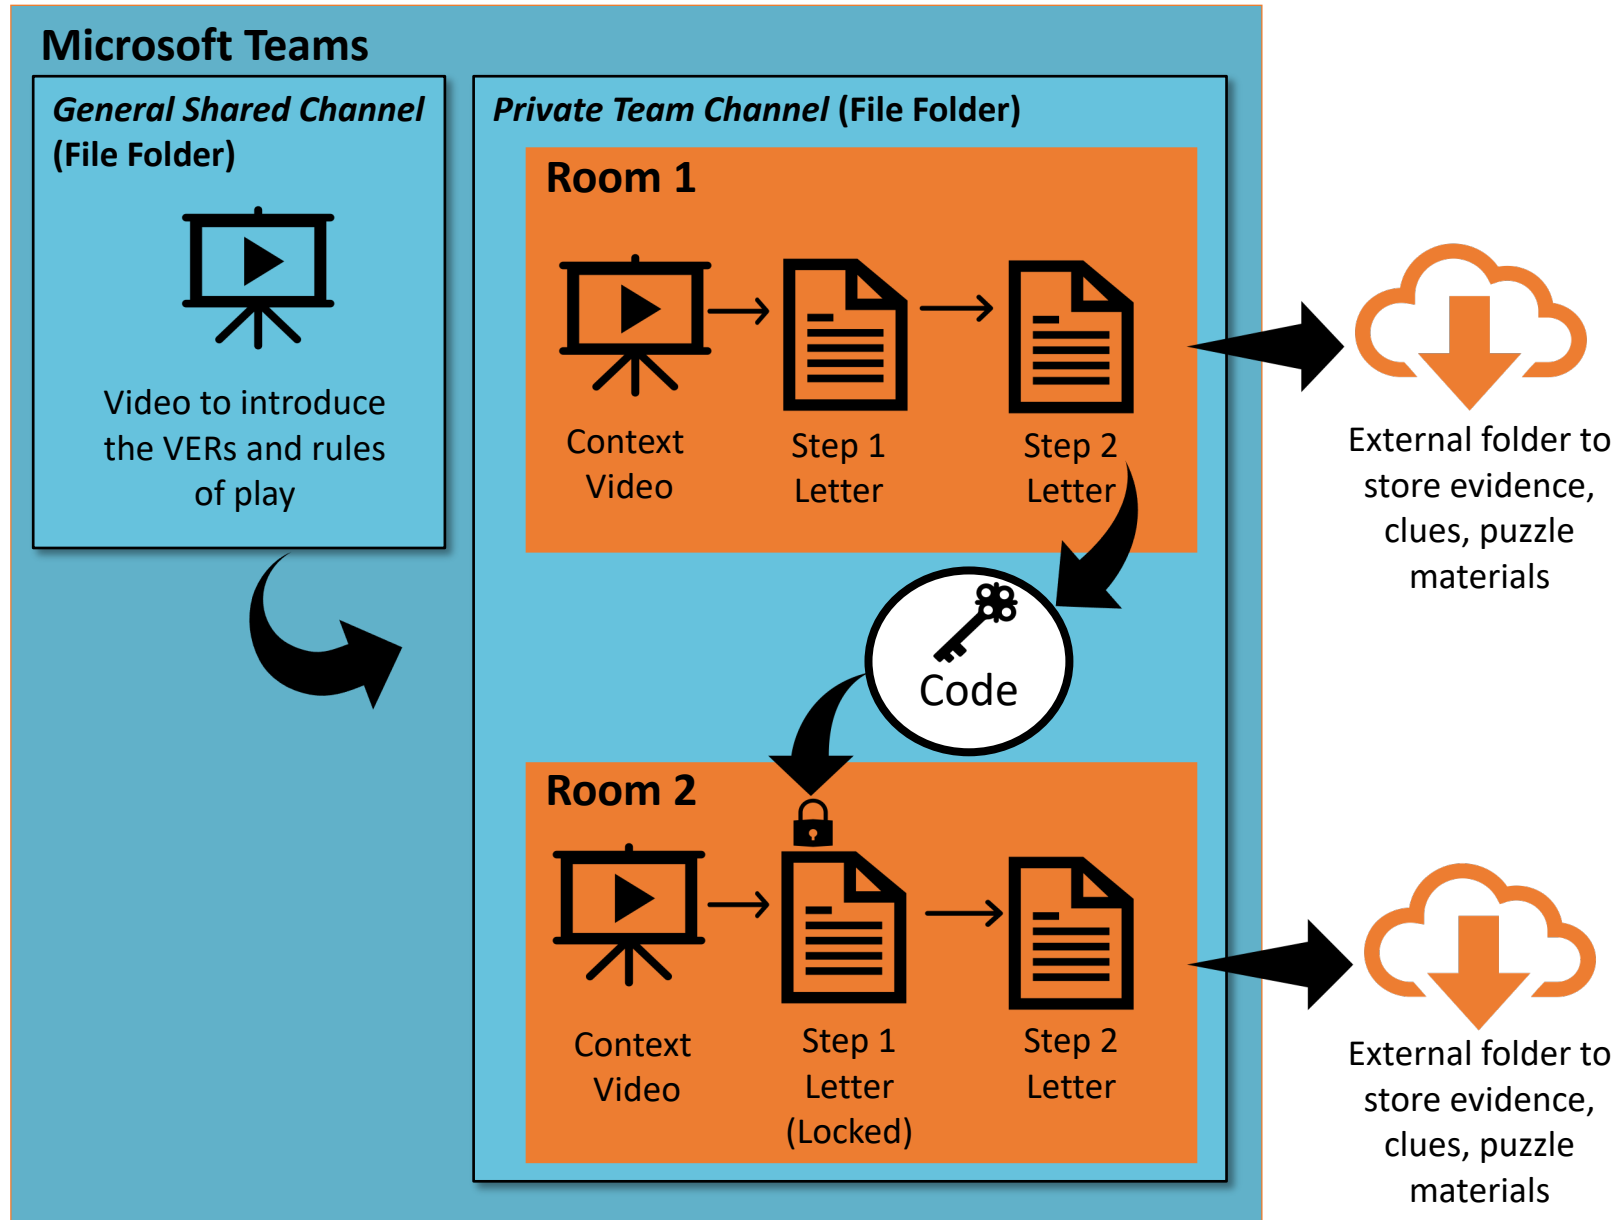 Microsoft Teams
General Shared Channel
(File Folder)
Video to introduce
the VERs and rules
of play
Private Team Channel (File Folder)
Room 1
Context
Video
Step 1
Letter
Step 2
Letter
External folder to
store evidence,
clues, puzzle
materials
Code
Room 2
Context
Video
Step 1
Letter
(Locked)
Step 2
Letter
External folder to
store evidence,
clues, puzzle
materials